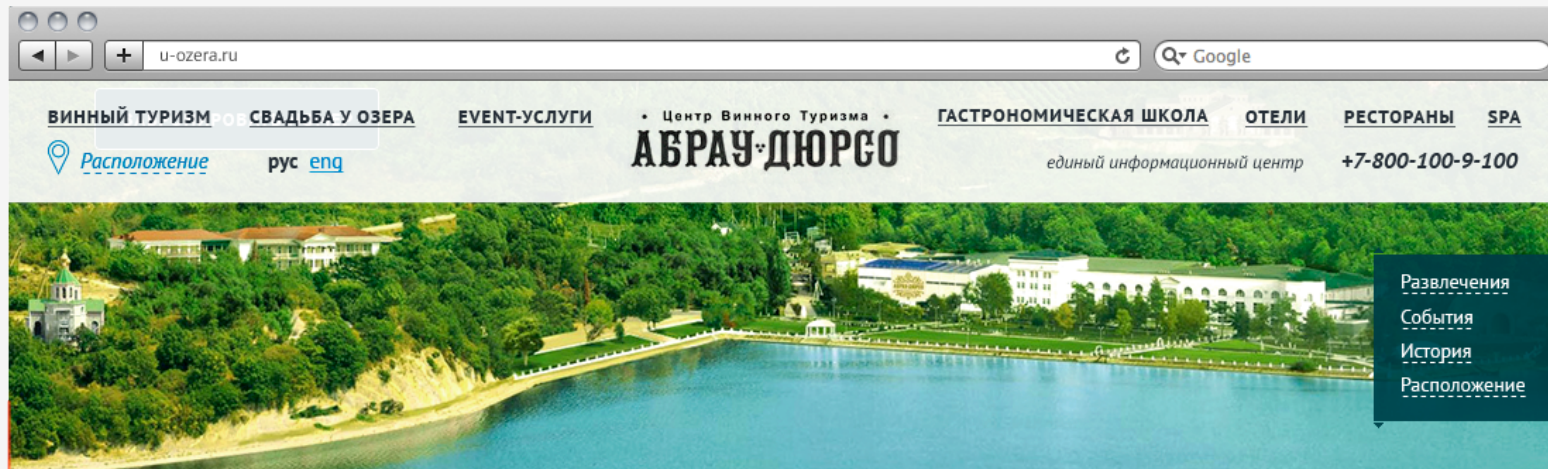 u-ozera.ru
Google
ВИННЫЙ ТУРИЗМ СВАДЬБА У ОЗЕРА EVENT-УСЛУГИ
• Центр Винного Туризма •
АБРАУ-ДЮРСО
ГАСТРОНОМИЧЕСКАЯ ШКОЛА ОТЕЛИ РЕСТОРАНЫ SPA
Расположение рус eng
единый информационный центр +7-800-100-9-100
Развлечения
События
История
Расположение